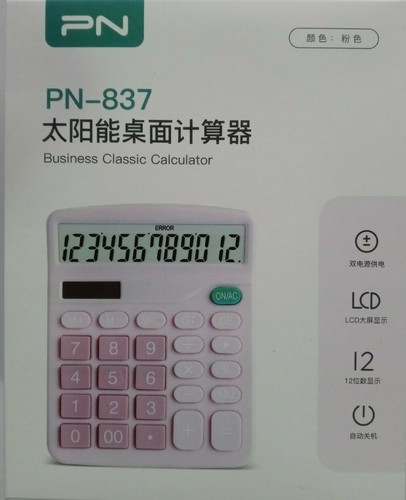 PN
颜色：粉色
PN-837
太阳能桌面计算器
Business Classic Calculator
ERROR
123456789012.
ON/AC
7 8 9
4 5 6
1 2 3
0 00 •
双电源供电
LCD
LCD大屏显示
12
12位数显示
自动关机